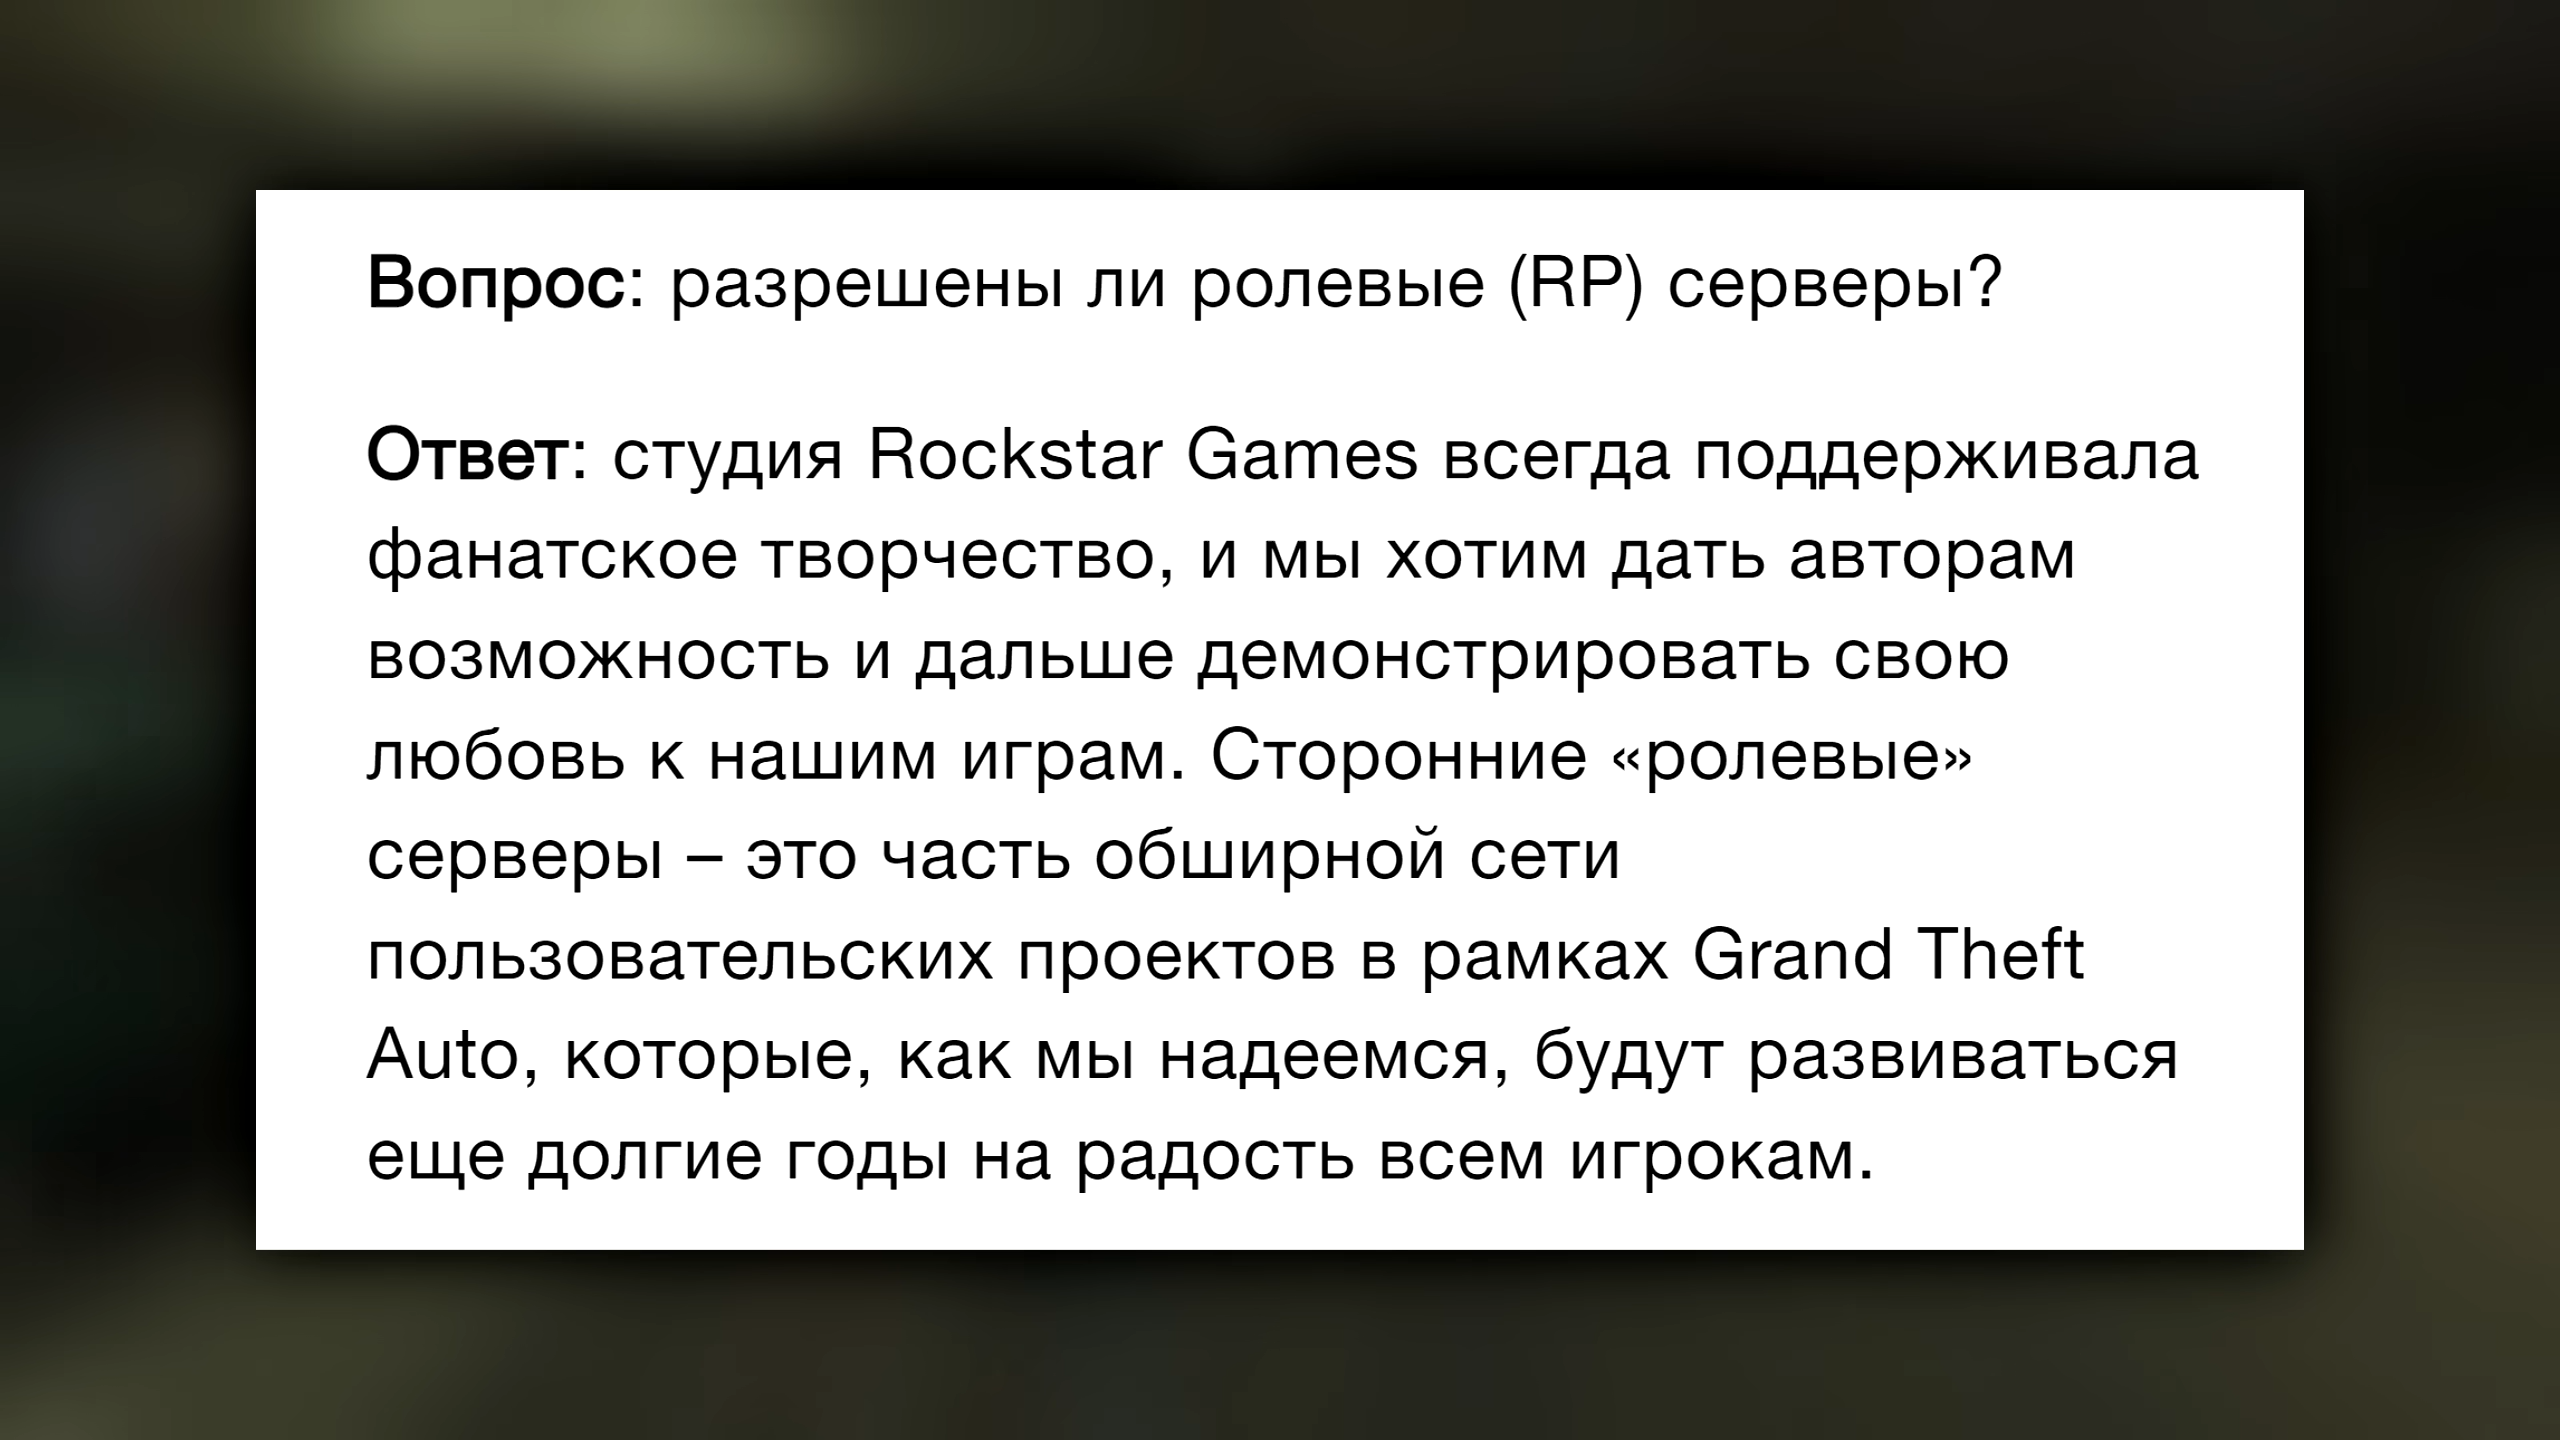 Вопрос: разрешены ли ролевые (RP) серверы?
Ответ: студия Rockstar Games всегда поддерживала
фанатское творчество, и мы хотим дать авторам
возможность и дальше демонстрировать свою
любовь к нашим играм. Сторонние «ролевые»
серверы – это часть обширной сети
пользовательских проектов в рамках Grand Theft
Auto, которые, как мы надеемся, будут развиваться
еще долгие годы на радость всем игрокам.